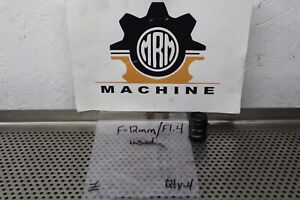 MRM
MACHINE
F=12mm/F1.4
used
Qty-4